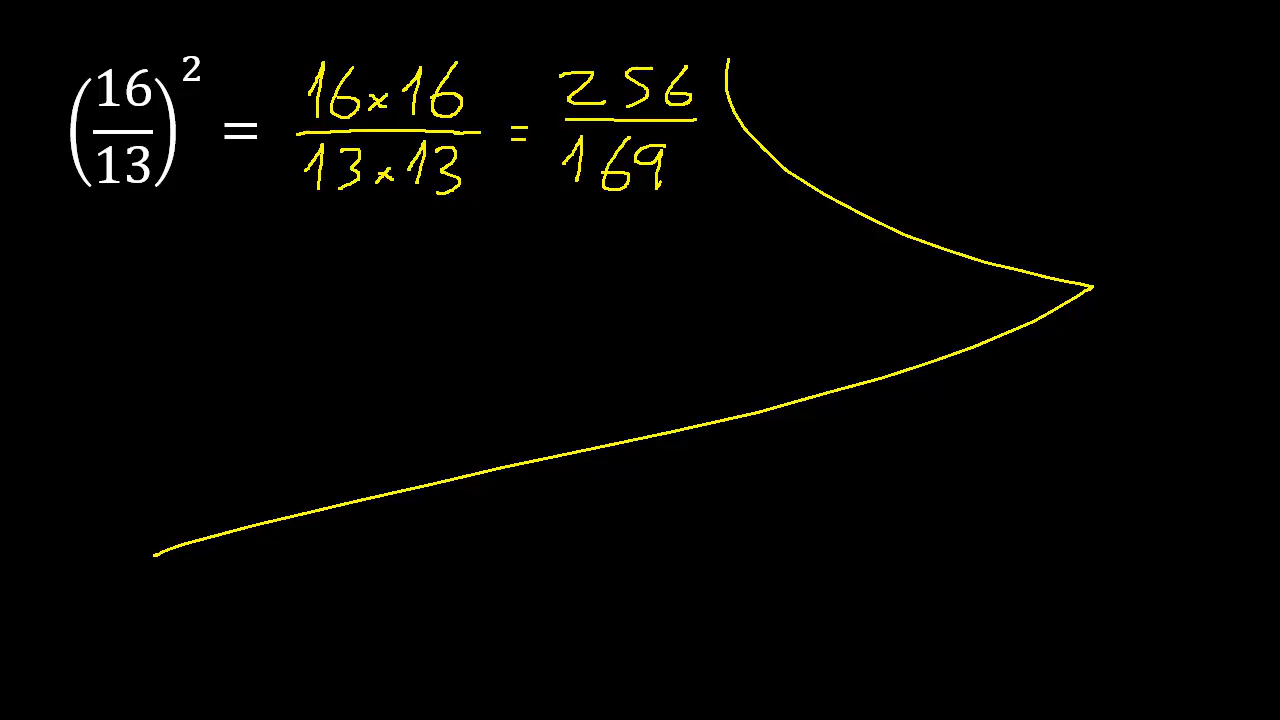 (16/13)² = 16×16/13×13 = 256/169